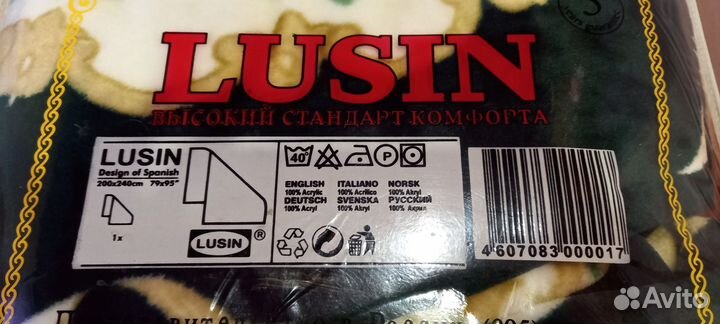 LUSIN
ВЫСОКИЙ СТАНДАРТ КОМФОРТА
LUSIN
Design of Spanish
200x240cm 79x95"
1x
LUSIN ®
40°
P
ENGLISH ITALIANO NORSK
100% Acrylic 100% Acrilico 100% Akryl
DEUTSCH SVENSKA РУССКИЙ
100% Acryl 100% Akryl 100% Акрил
4 607083 000017
Avito